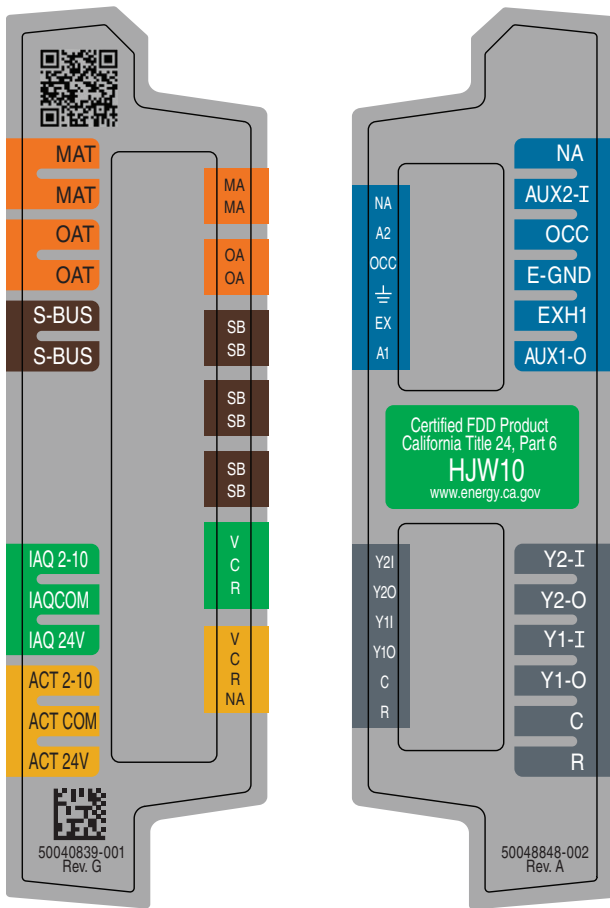 MAT
MAT
OAT
OAT
S-BUS
S-BUS
IAQ 2-10
IAQCOM
IAQ 24V
ACT 2-10
ACT COM
ACT 24V
50040839-001
Rev. G
MA
MA
OA
OA
SB
SB
SB
SB
SB
SB
V
C
R
V
C
R
NA
NA
A2
OCC
EX
A1
NA
AUX2-I
OCC
E-GND
EXH1
AUX1-O
Certified FDD Product
California Title 24, Part 6
HJW10
www.energy.ca.gov
Y2I
Y2O
Y1I
Y1O
C
R
Y2-I
Y2-O
Y1-I
Y1-O
C
R
50048848-002
Rev. A